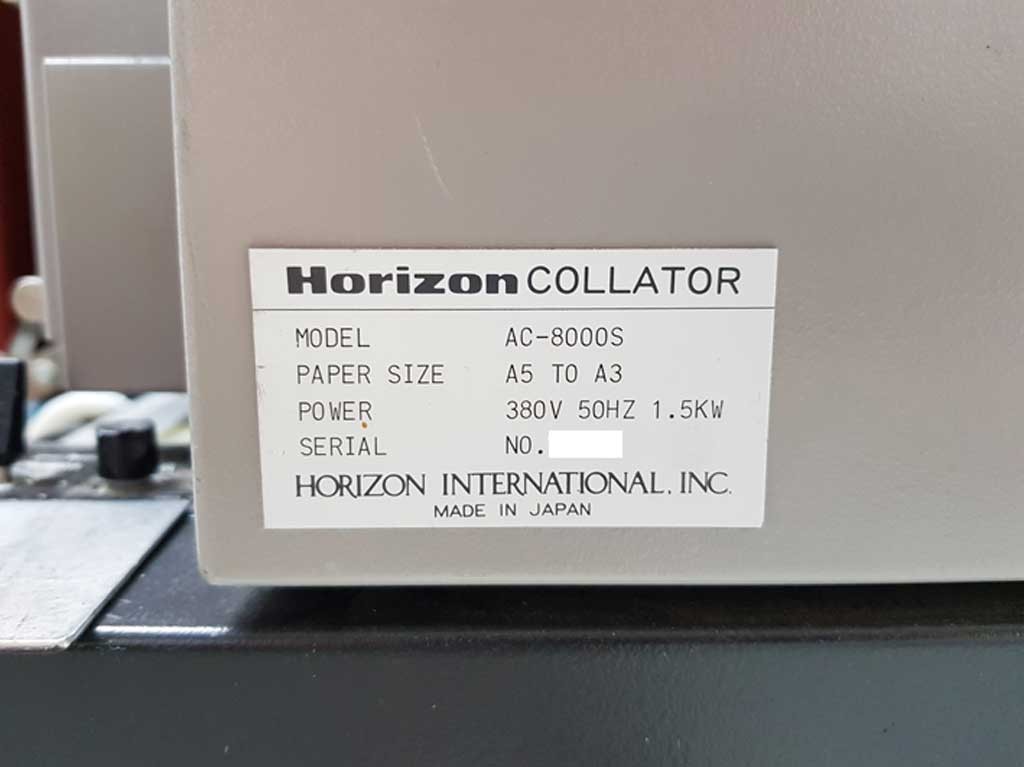 Horizon COLLATOR
MODEL AC-8000S
PAPER SIZE A5 TO A3
POWER 380V 50HZ 1.5KW
SERIAL NO.
HORIZON INTERNATIONAL, INC.
MADE IN JAPAN